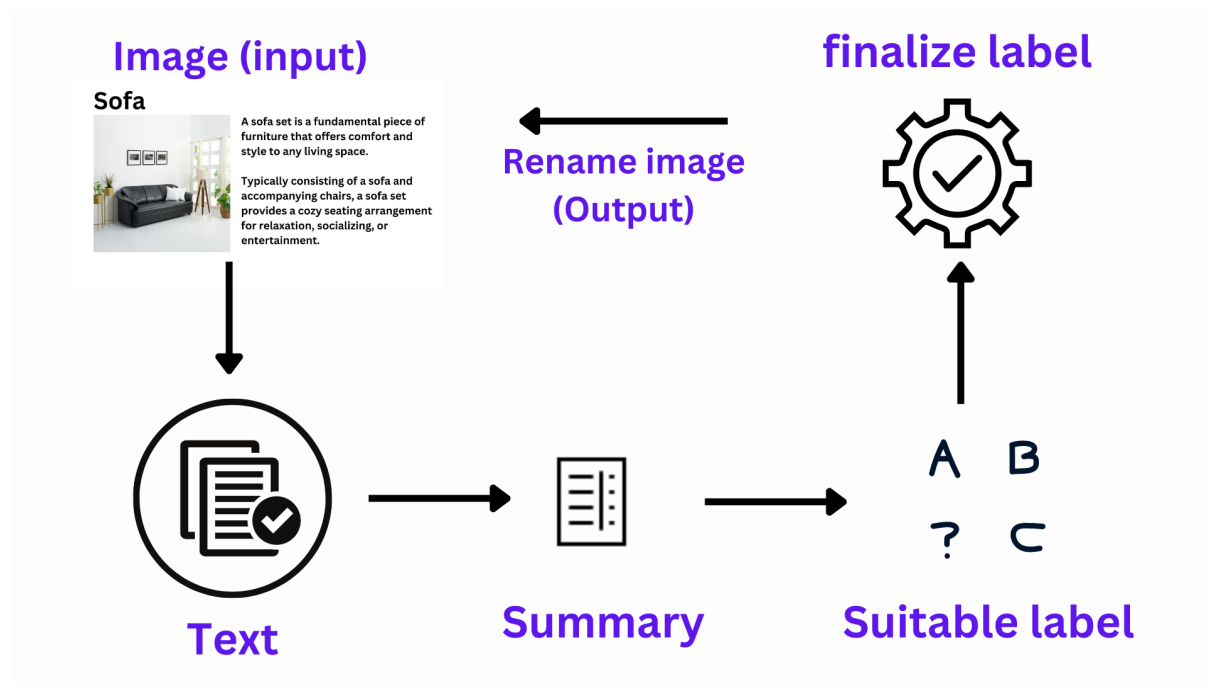 Image (input)
Sofa
A sofa set is a fundamental piece of
furniture that offers comfort and
style to any living space.
Typically consisting of a sofa and
accompanying chairs, a sofa set
provides a cozy seating arrangement
for relaxation, socializing, or
entertainment.
Rename image
(Output)
finalize label
Text
Summary
A B
? C
Suitable label